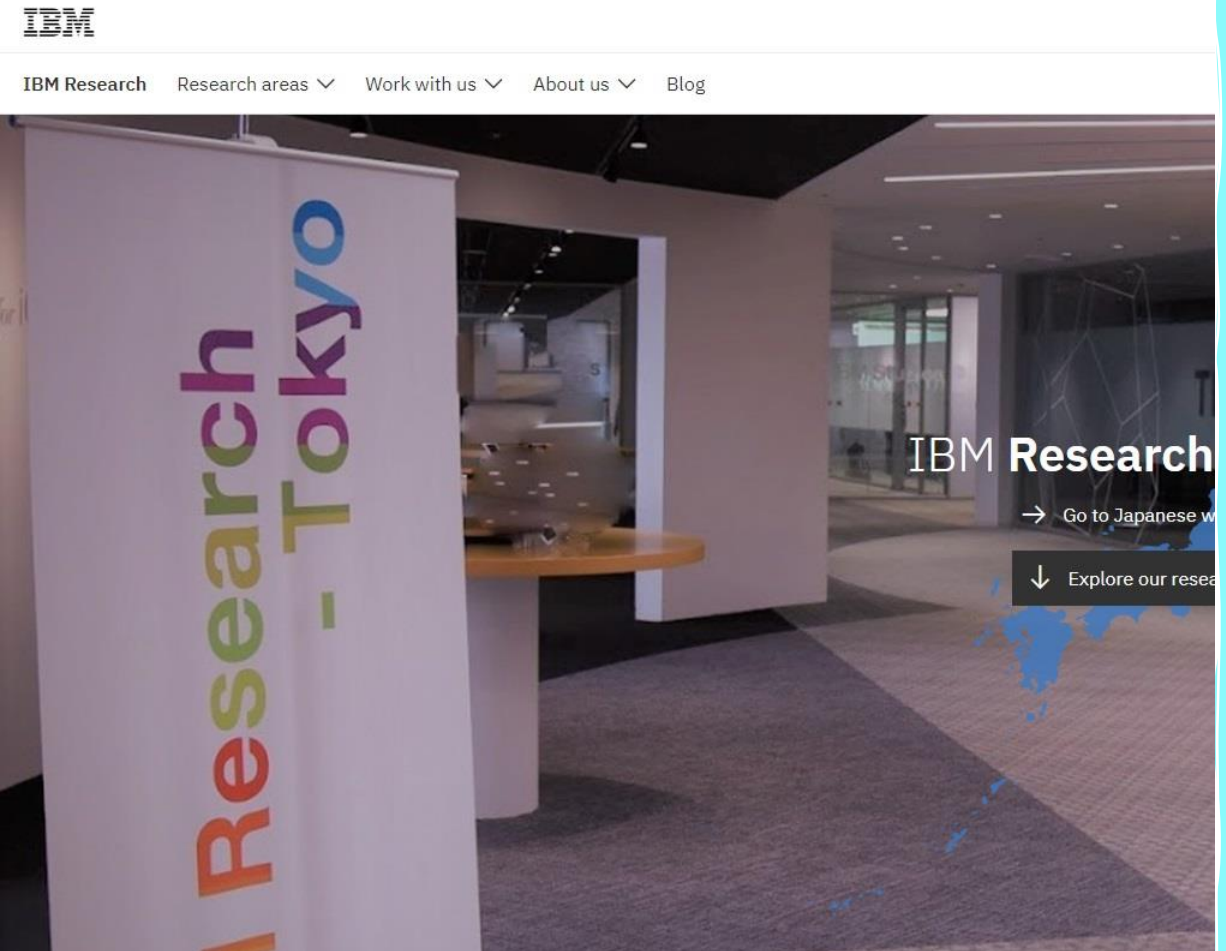 IBM
IBM Research Research areas Work with us About us Blog
Research
- Tokyo
IBM Research
→ Go to Japanese w
↓ Explore our resea